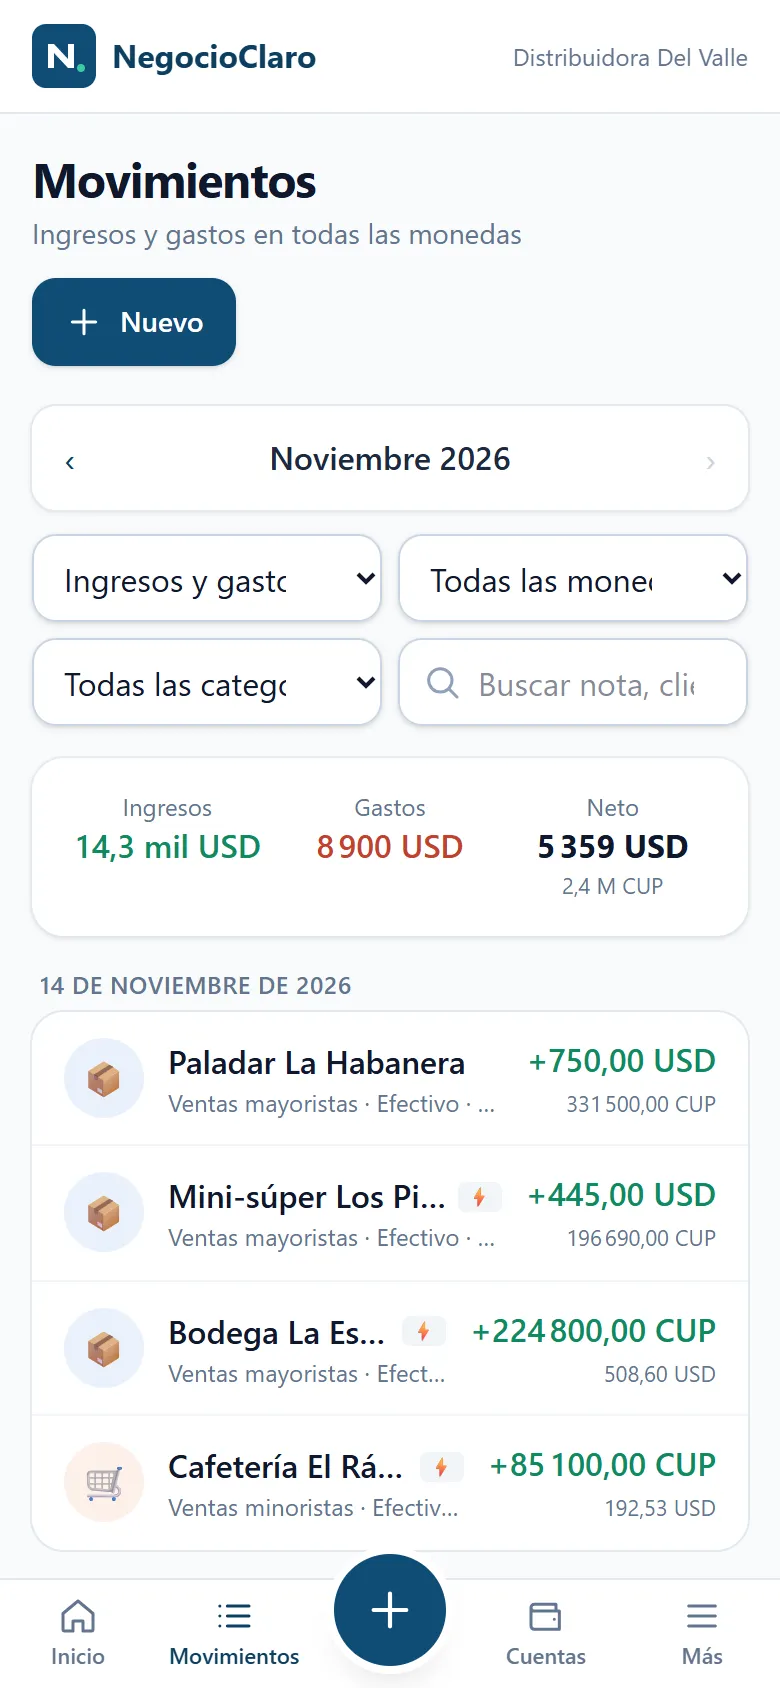 N.
NegocioClaro
Distribuidora Del Valle
Movimientos
Ingresos y gastos en todas las monedas
+ Nuevo
‹ Noviembre 2026 ›
Ingresos y gasto
Todas las mone
Todas las catego
Buscar nota, clie
Ingresos Gastos Neto
14,3 mil USD 8 900 USD 5 359 USD
2,4 M CUP
14 DE NOVIEMBRE DE 2026
Paladar La Habanera +750,00 USD
Ventas mayoristas · Efectivo · ... 331 500,00 CUP
Mini-súper Los Pi... +445,00 USD
Ventas mayoristas · Efectivo · ... 196 690,00 CUP
Bodega La Es... +224 800,00 CUP
Ventas mayoristas · Efect... 508,60 USD
Cafetería El Rá... +85 100,00 CUP
Ventas minoristas · Efectiv... 192,53 USD
+
Inicio Movimientos Cuentas Más